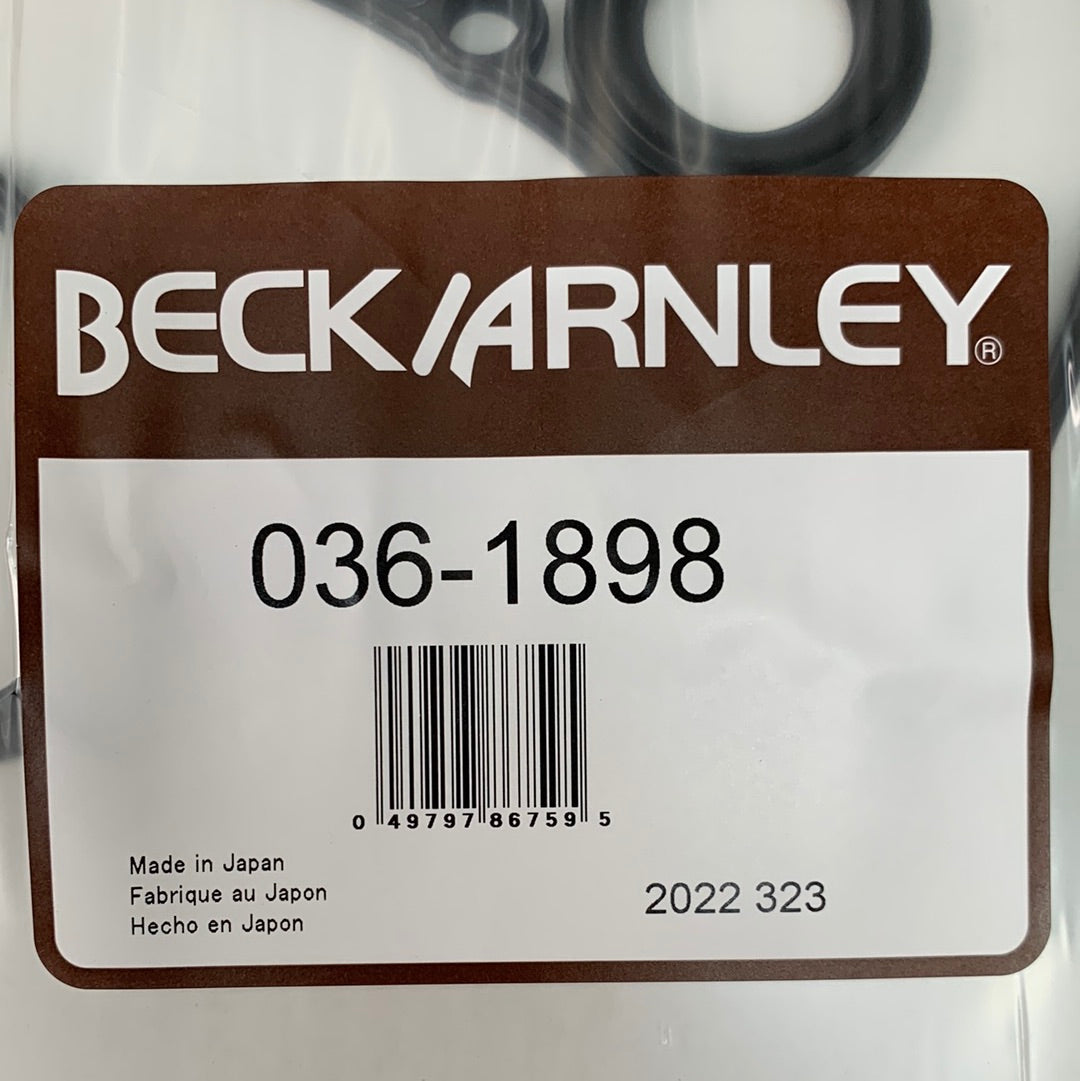 BECK/ARNLEY®
036-1898
0 49797 86759 5
Made in Japan
Fabrique au Japon
Hecho en Japon
2022 323